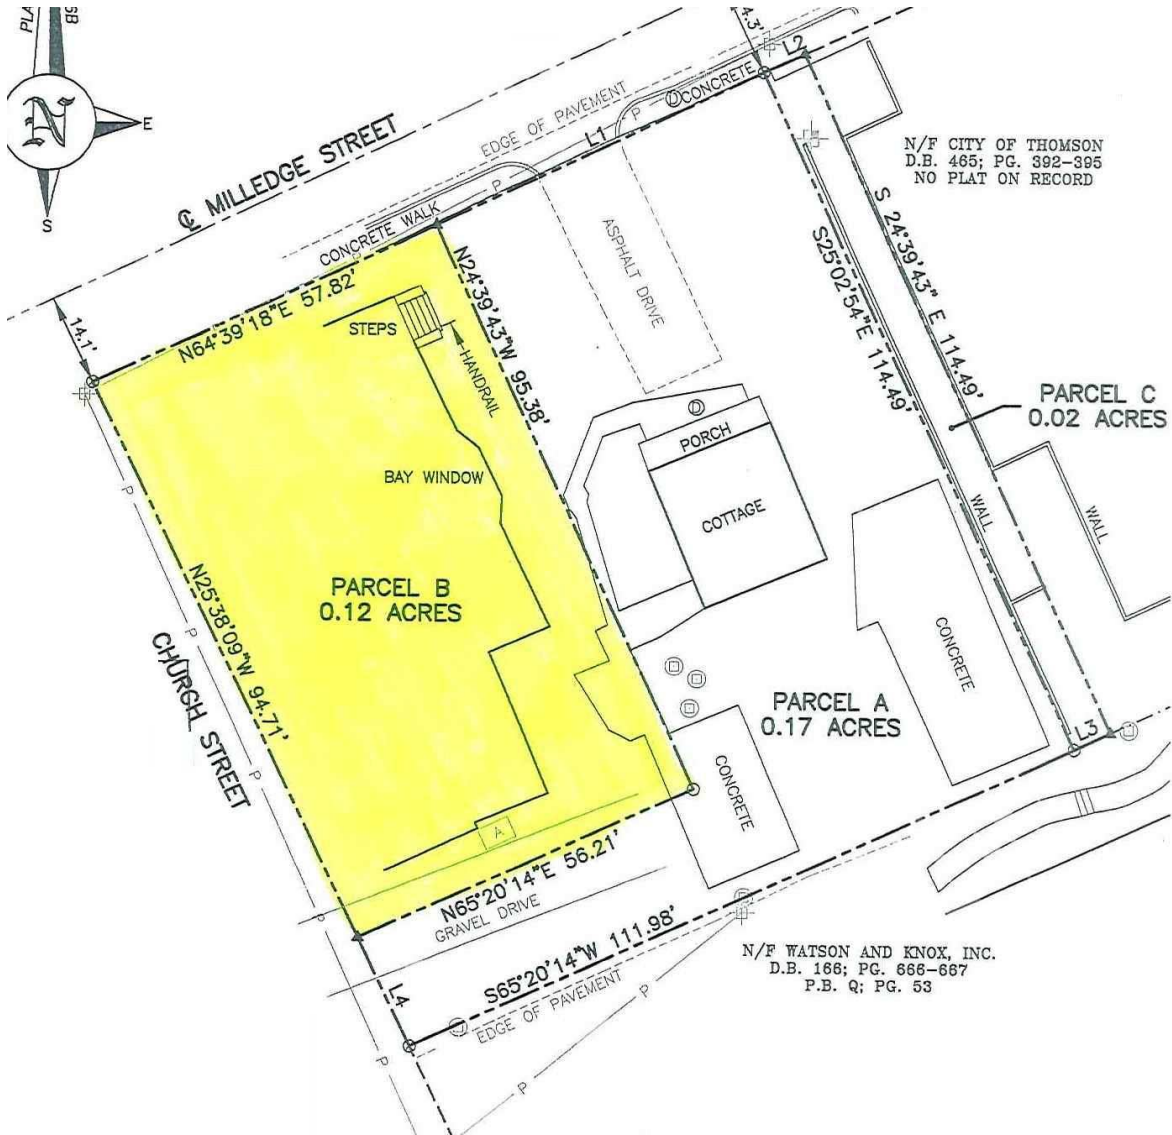 PLA
SB
N
E
S
₵ MILLEDGE STREET
EDGE OF PAVEMENT
CONCRETE WALK
P
P
P
L1
CONCRETE
D
4.3'
L2
N/F CITY OF THOMSON
D.B. 465; PG. 392-395
NO PLAT ON RECORD
14.1'
N64°39'18"E 57.82'
STEPS
HANDRAIL
N24°39'43"W 95.38'
ASPHALT DRIVE
S25°02'54"E 114.49'
S 24°39'43" E 114.49'
PARCEL C
0.02 ACRES
D
PORCH
COTTAGE
BAY WINDOW
WALL
WALL
P
PARCEL B
0.12 ACRES
N25°38'09"W 94.71'
CHURCH STREET
P
P
P
CONCRETE
PARCEL A
0.17 ACRES
L3
CONCRETE
A
N65°20'14"E 56.21'
GRAVEL DRIVE
L4
S65°20'14"W 111.98'
EDGE OF PAVEMENT
P
P
P
N/F WATSON AND KNOX, INC.
D.B. 166; PG. 666-667
P.B. Q; PG. 53